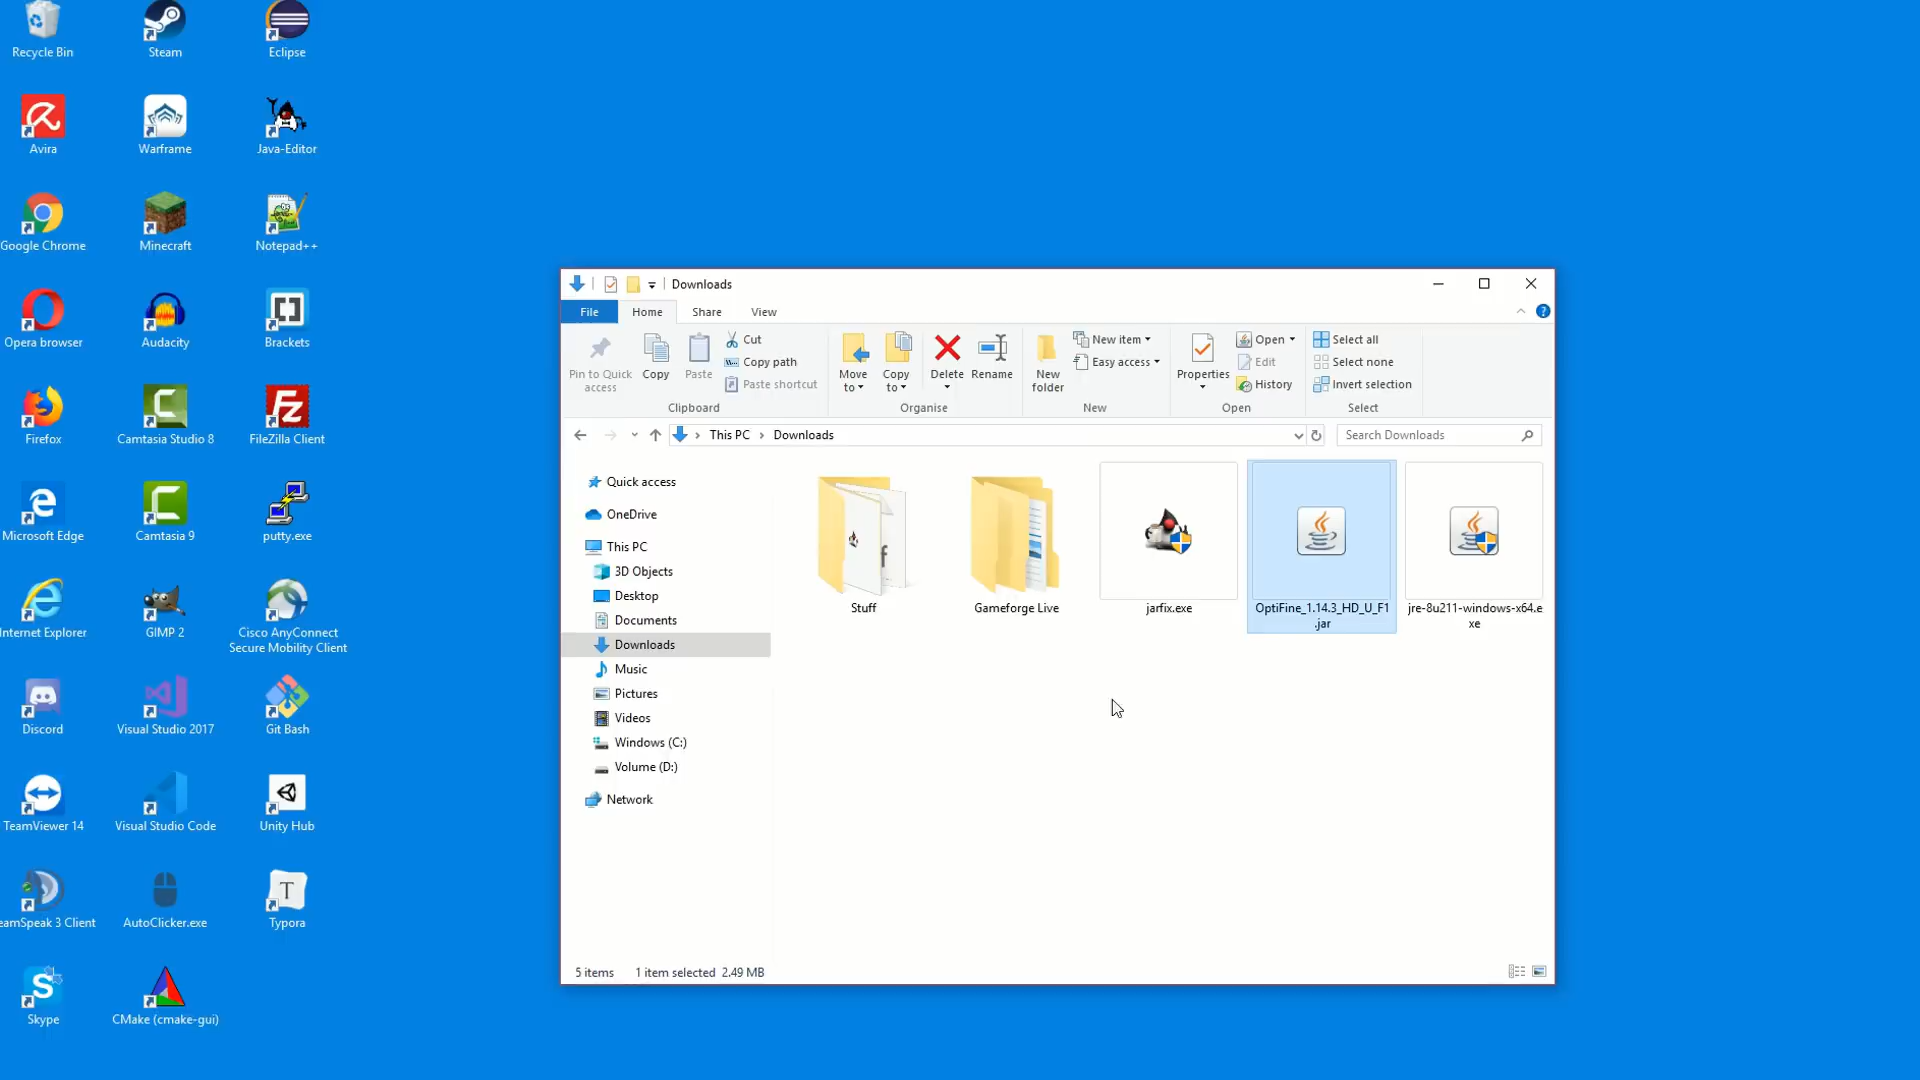 Recycle Bin
Steam
Eclipse
Avira
Warframe
Java-Editor
Google Chrome
Minecraft
Notepad++
Opera browser
Audacity
Brackets
Firefox
Camtasia Studio 8
FileZilla Client
Microsoft Edge
Camtasia 9
putty.exe
nternet Explorer
GIMP 2
Cisco AnyConnect
Secure Mobility Client
Discord
Visual Studio 2017
Git Bash
TeamViewer 14
Visual Studio Code
Unity Hub
eamSpeak 3 Client
AutoClicker.exe
Typora
Skype
CMake (cmake-gui)
Downloads
File Home Share View
Pin to Quick
access
Copy
Paste
Cut
Copy path
Paste shortcut
Clipboard
Move
to
Copy
to
Delete
Rename
Organise
New
folder
New item
Easy access
New
Properties
Open
Edit
History
Open
Select all
Select none
Invert selection
Select
This PC > Downloads
Search Downloads
Quick access
OneDrive
This PC
3D Objects
Desktop
Documents
Downloads
Music
Pictures
Videos
Windows (C:)
Volume (D:)
Network
Stuff
Gameforge Live
jarfix.exe
OptiFine_1.14.3_HD_U_F1
.jar
jre-8u211-windows-x64.e
xe
5 items 1 item selected 2.49 MB